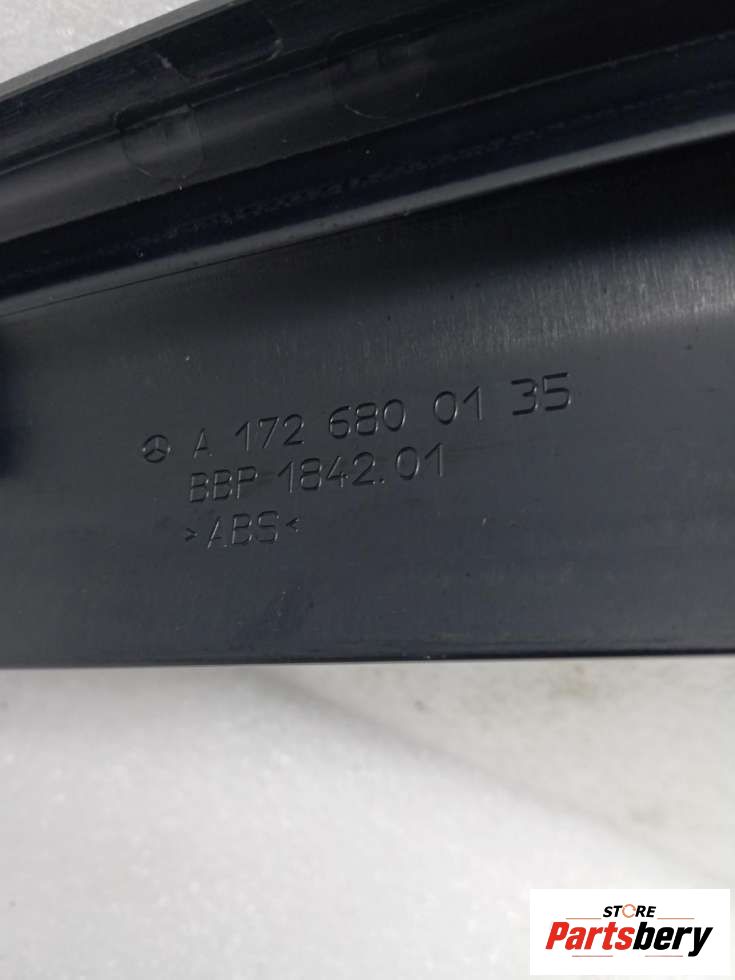 A 172 680 01 35
BBP 1842.01
>ABS<
STORE
Partsbery